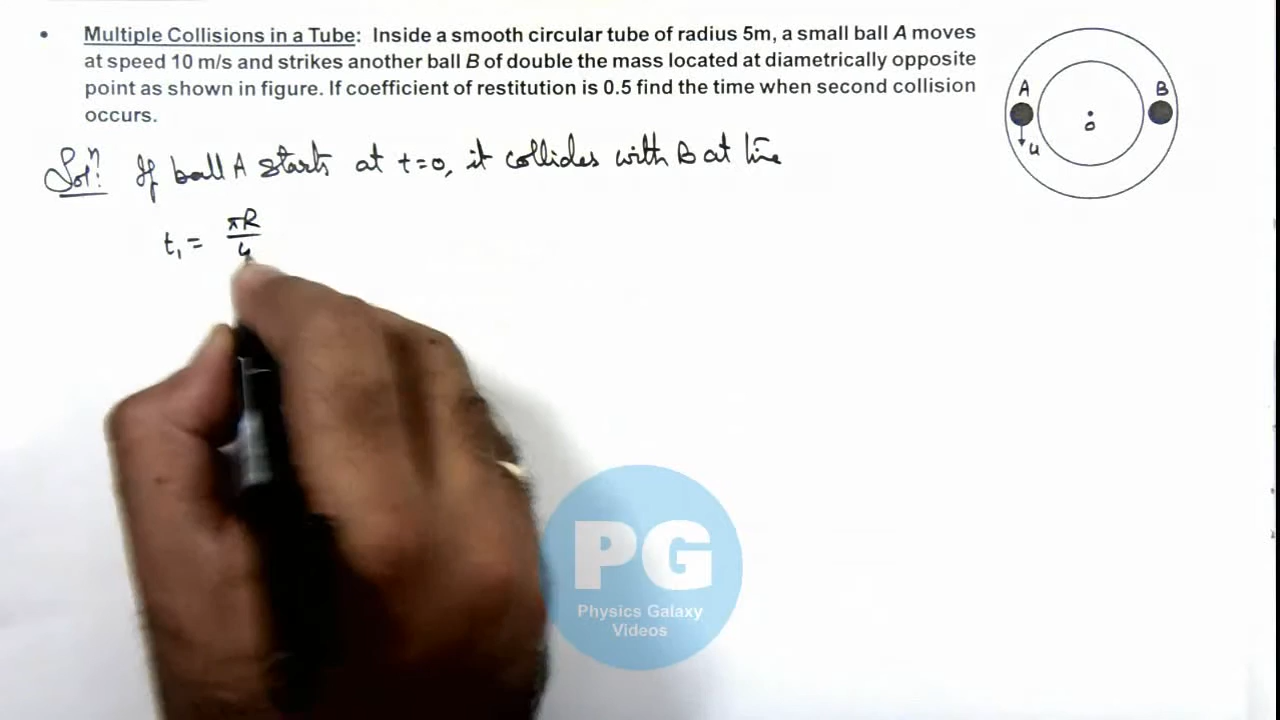 • Multiple Collisions in a Tube: Inside a smooth circular tube of radius 5m, a small ball A moves
at speed 10 m/s and strikes another ball B of double the mass located at diametrically opposite
point as shown in figure. If coefficient of restitution is 0.5 find the time when second collision
occurs.
A
B
O
u
Solⁿ: If ball A starts at t=0, it collides with B at
t₁ = πR
PG
Physics Galaxy
Videos